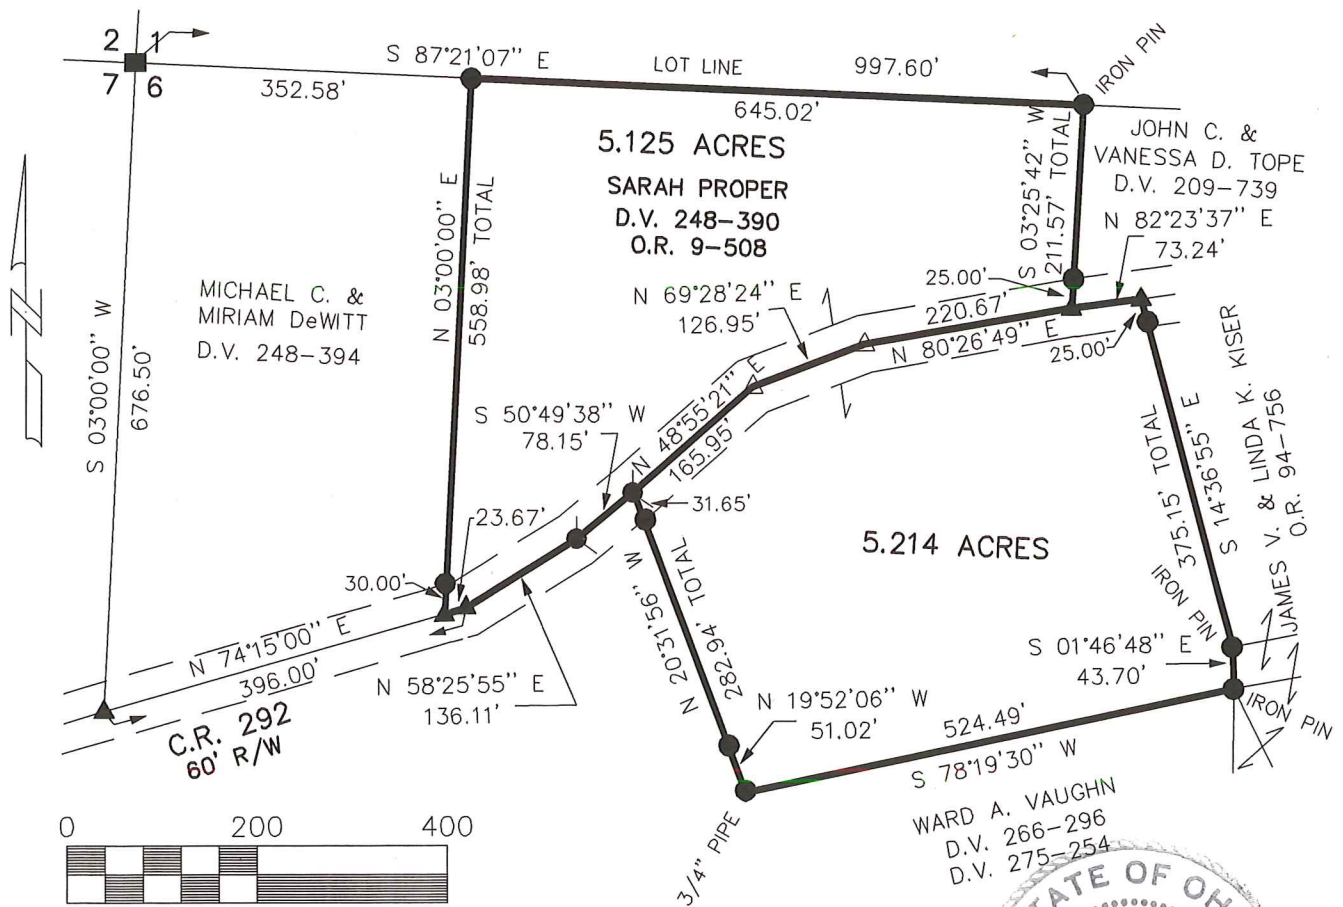 2 1
7 6
S 87°21'07" E
LOT LINE
997.60'
352.58'
645.02'
IRON PIN
5.125 ACRES
SARAH PROPER
D.V. 248-390
O.R. 9-508
JOHN C. &
VANESSA D. TOPE
D.V. 209-739
S 03°25'42" W
211.57' TOTAL
N 82°23'37" E
73.24'
MICHAEL C. &
MIRIAM DeWITT
D.V. 248-394
S 03°00'00" W
676.50'
N 03°00'00" E
558.98' TOTAL
N 69°28'24" E
126.95'
25.00'
220.67'
N 80°26'49" E
25.00'
S 50°49'38" W
78.15'
N 48°55'21" E
165.95'
31.65'
23.67'
30.00'
N 74°15'00" E
396.00'
C.R. 292
60' R/W
N 58°25'55" E
136.11'
5.214 ACRES
375.15' TOTAL
S 14°36'55" E
JAMES V. & LINDA K. KISER
O.R. 94-756
IRON PIN
S 01°46'48" E
43.70'
IRON PIN
N 20°31'56" W
282.94' TOTAL
N 19°52'06" W
51.02'
524.49'
S 78°19'30" W
WARD A. VAUGHN
D.V. 266-296
D.V. 275-254
3/4" PIPE
0 200 400
N
STATE OF OH